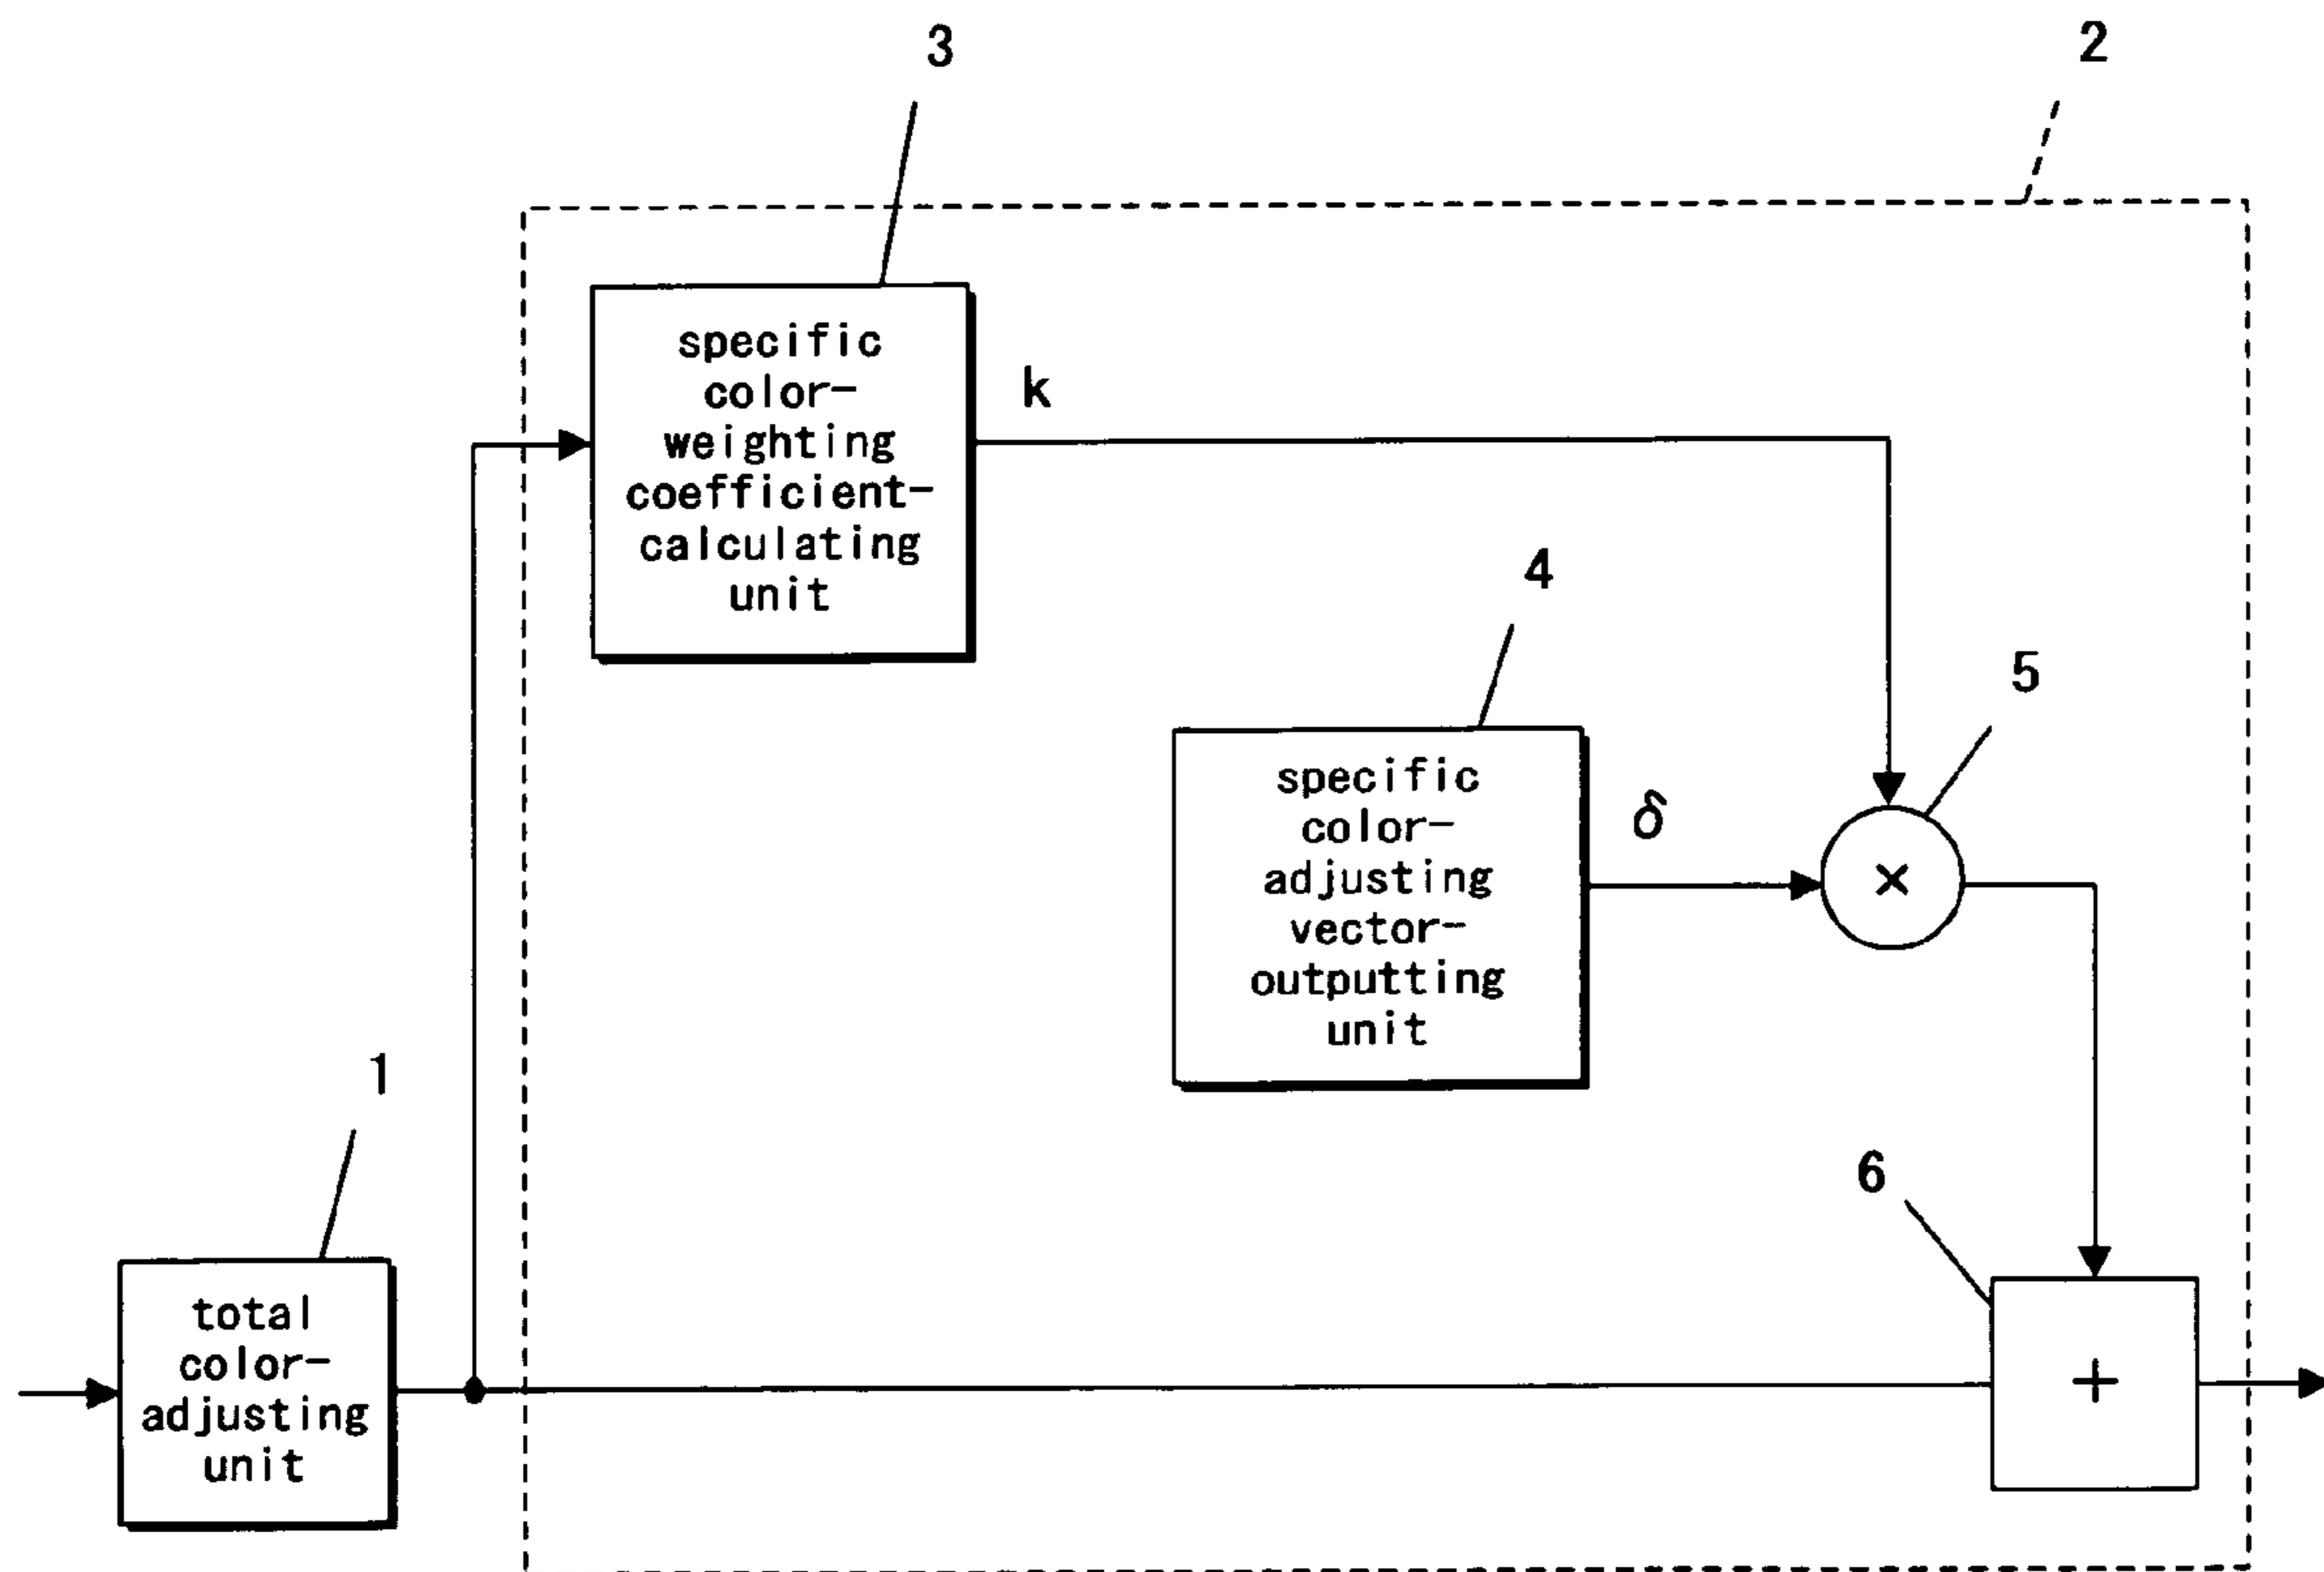 3
2
specific
color-
weighting
coefficient-
calculating
unit
k
4
specific
color-
adjusting
vector-
outputting
unit
δ
5
×
1
total
color-
adjusting
unit
6
+